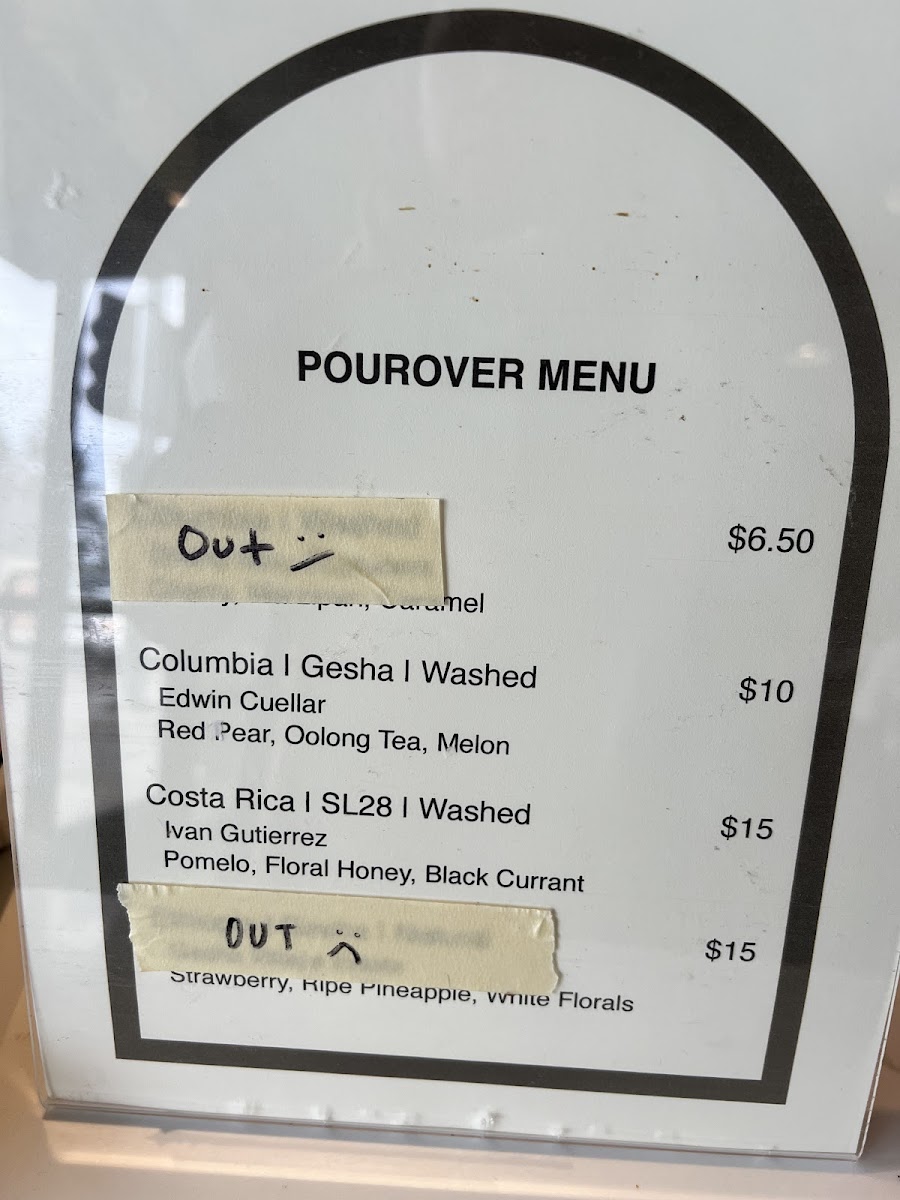 POUROVER MENU
Out
$6.50
Caramel
Columbia | Gesha | Washed
$10
Edwin Cuellar
Red Pear, Oolong Tea, Melon
Costa Rica | SL28 | Washed
$15
Ivan Gutierrez
Pomelo, Floral Honey, Black Currant
OUT
$15
Strawberry, Ripe Pineapple, White Florals